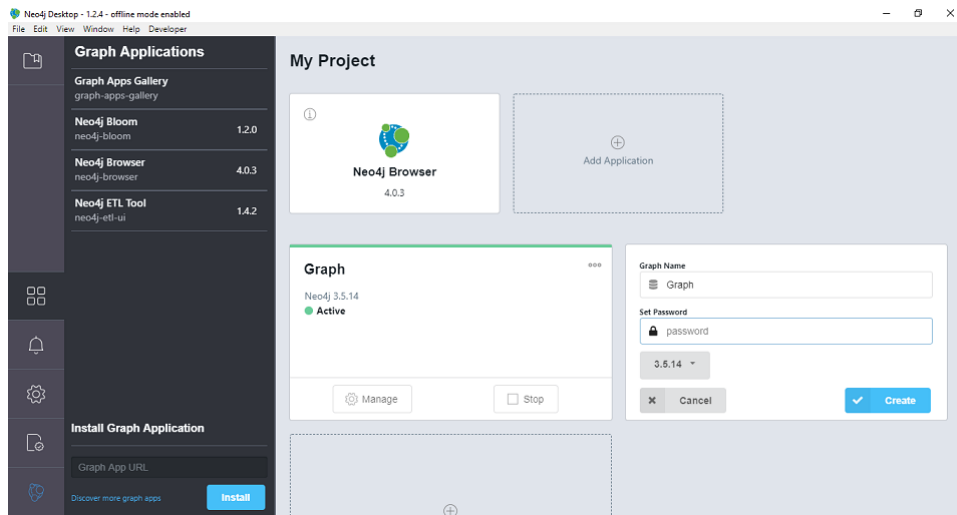 Neo4j Desktop - 1.2.4 - offline mode enabled
File Edit View Window Help Developer
Graph Applications
Graph Apps Gallery
graph-apps-gallery
Neo4j Bloom
neo4j-bloom
1.2.0
Neo4j Browser
neo4j-browser
4.0.3
Neo4j ETL Tool
neo4j-etl-ui
1.4.2
Install Graph Application
Graph App URL
Discover more graph apps
Install
My Project
Neo4j Browser
4.0.3
Add Application
Graph
Neo4j 3.5.14
Active
Manage
Stop
Graph Name
Graph
Set Password
password
3.5.14
Cancel
Create